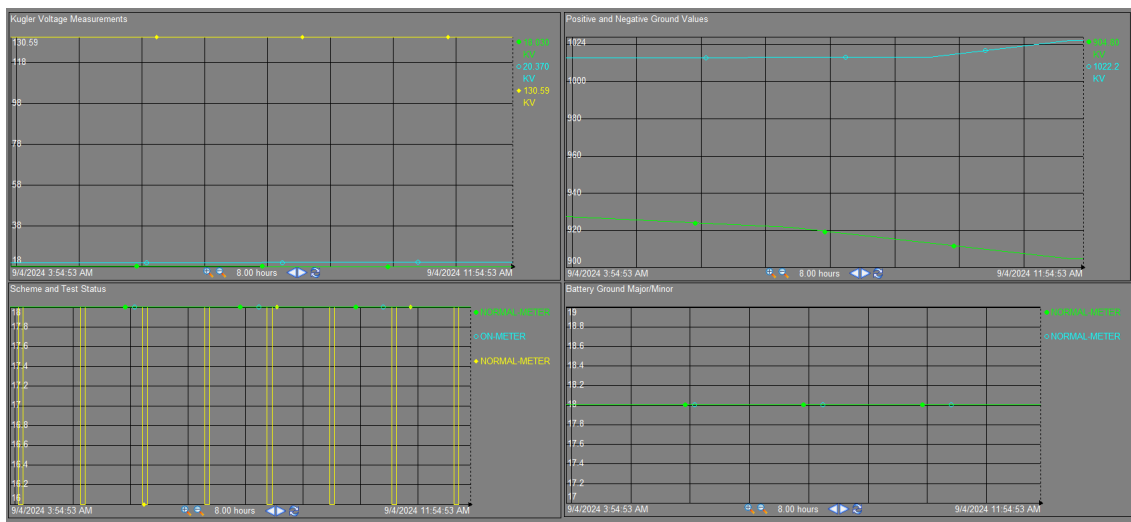 Kugler Voltage Measurements
130.59
118
98
78
58
38
18
KV
20.370
KV
130.59
KV
9/4/2024 3:54:53 AM
8.00 hours
9/4/2024 11:54:53 AM
Positive and Negative Ground Values
1024
1000
980
960
940
920
900
KV
1022.2
KV
9/4/2024 3:54:53 AM
8.00 hours
9/4/2024 11:54:53 AM
Scheme and Test Status
18
17.8
17.6
17.4
17.2
17
16.8
16.6
16.4
16
NORMAL-METER
ON-METER
NORMAL-METER
9/4/2024 3:54:53 AM
8.00 hours
9/4/2024 11:54:53 AM
Battery Ground Major/Minor
19
18.8
18.6
18.4
18.2
18
17.8
17.6
17.4
17.2
17
NORMAL-METER
NORMAL-METER
9/4/2024 3:54:53 AM
8.00 hours
9/4/2024 11:54:53 AM